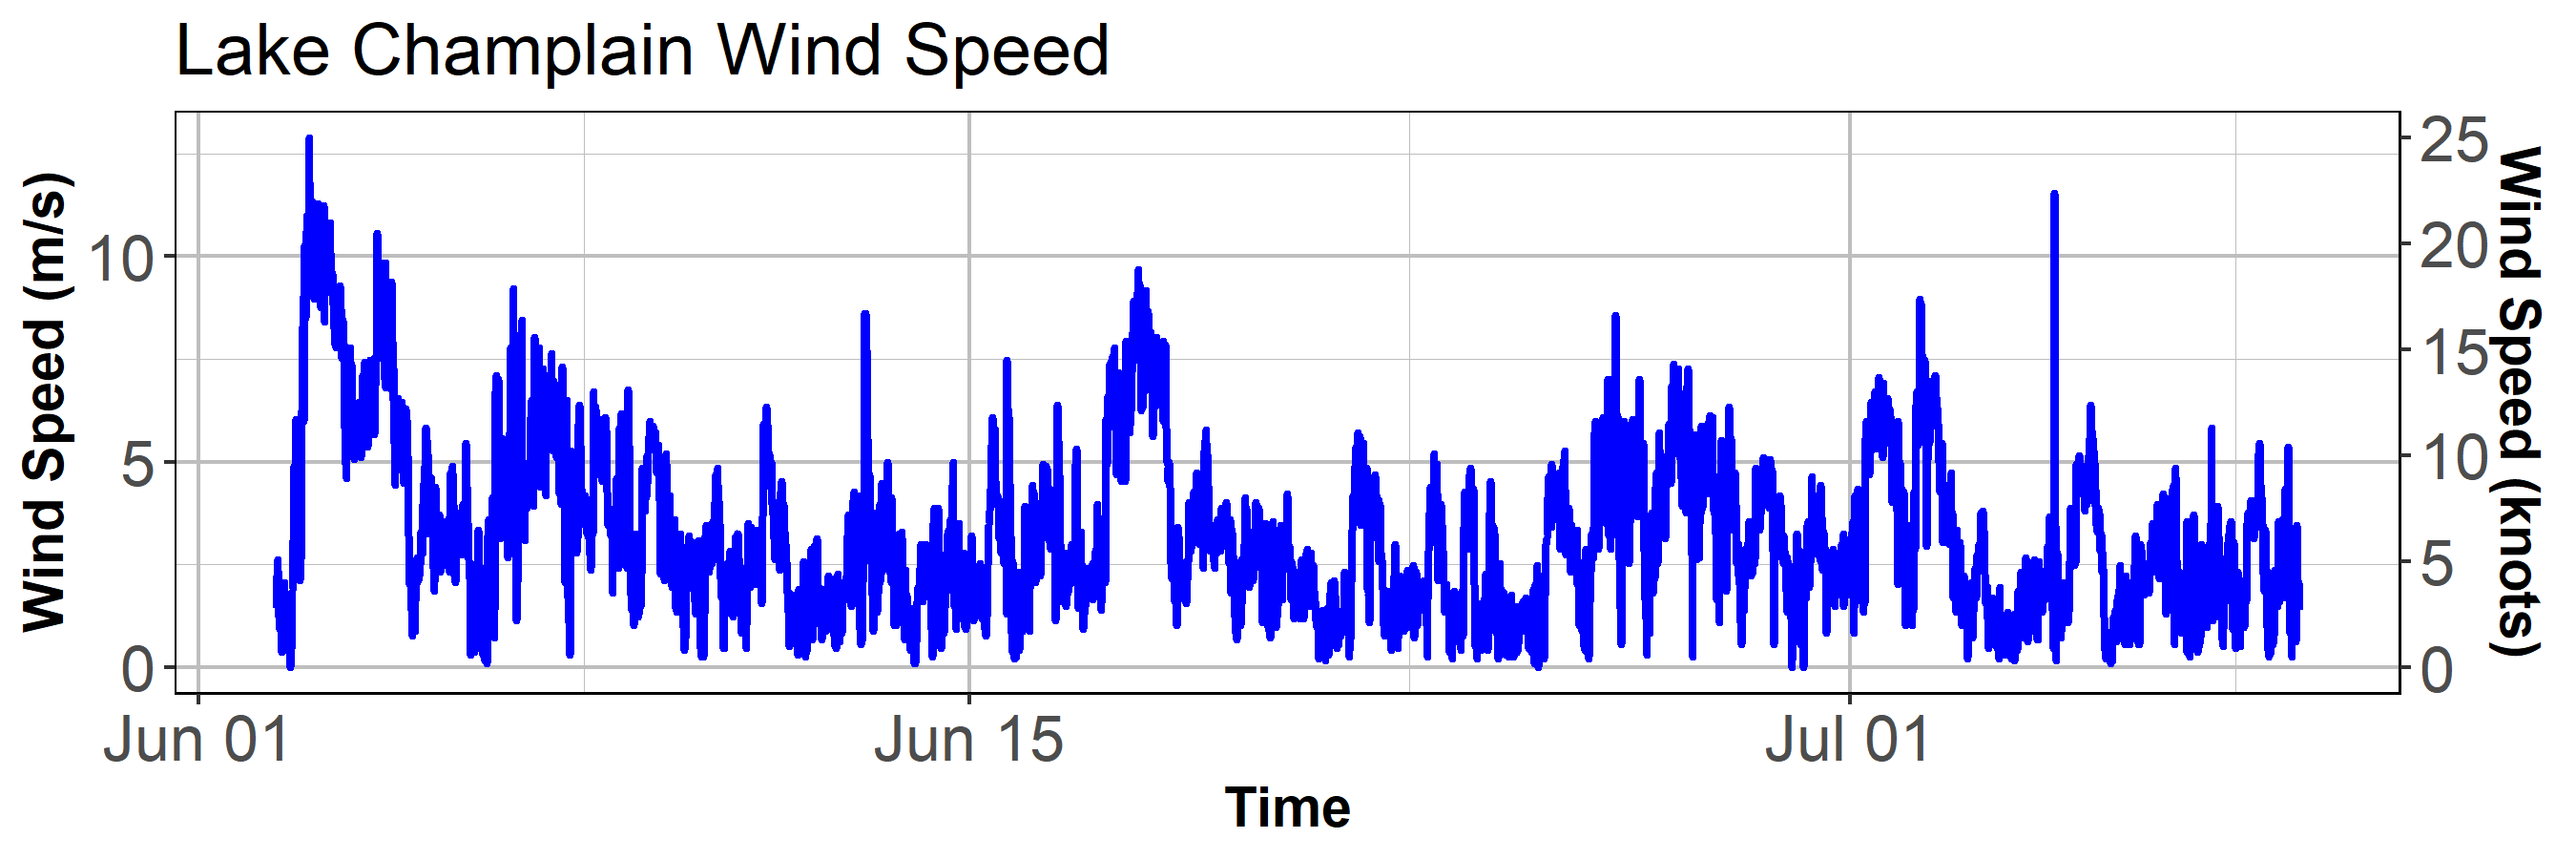 Lake Champlain Wind Speed
Wind Speed (m/s)
10
5
0
25
20
15
10
5
0
Wind Speed (knots)
Jun 01
Jun 15
Jul 01
Time